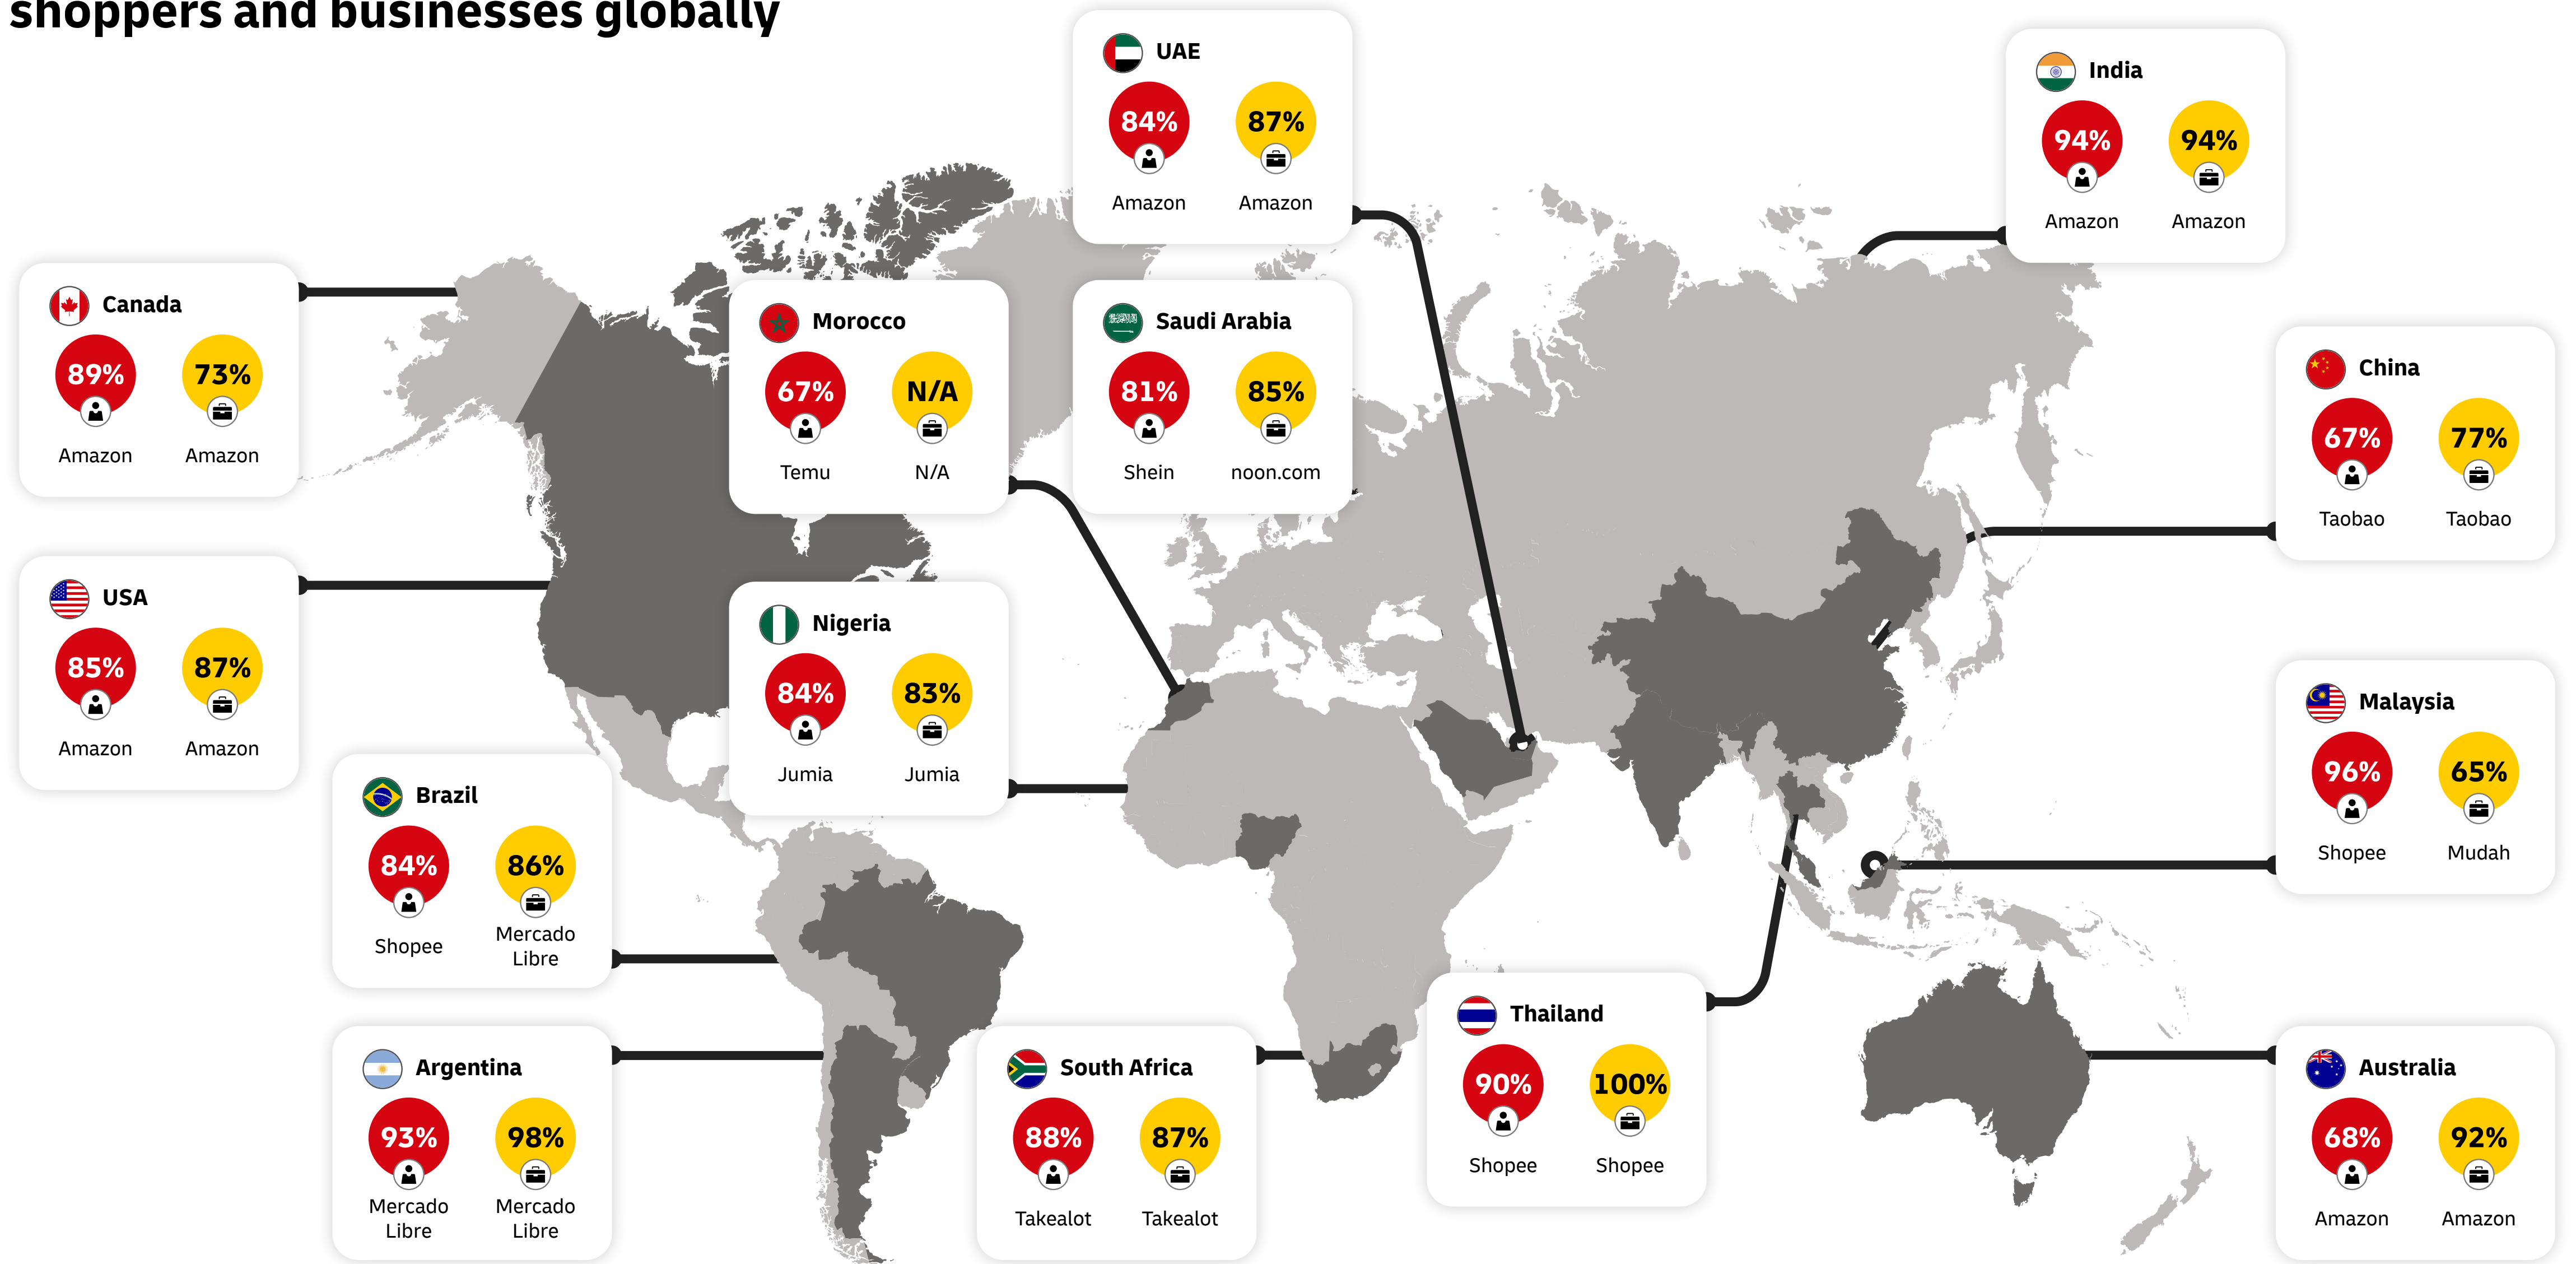 shoppers and businesses globally
UAE
84% 87%
Amazon Amazon
India
94% 94%
Amazon Amazon
Canada
89% 73%
Amazon Amazon
Morocco
67% N/A
Temu N/A
Saudi Arabia
81% 85%
Shein noon.com
China
67% 77%
Taobao Taobao
USA
85% 87%
Amazon Amazon
Nigeria
84% 83%
Jumia Jumia
Malaysia
96% 65%
Shopee Mudah
Brazil
84% 86%
Shopee Mercado
Libre
Thailand
90% 100%
Shopee Shopee
Argentina
93% 98%
Mercado Mercado
Libre Libre
South Africa
88% 87%
Takealot Takealot
Australia
68% 92%
Amazon Amazon